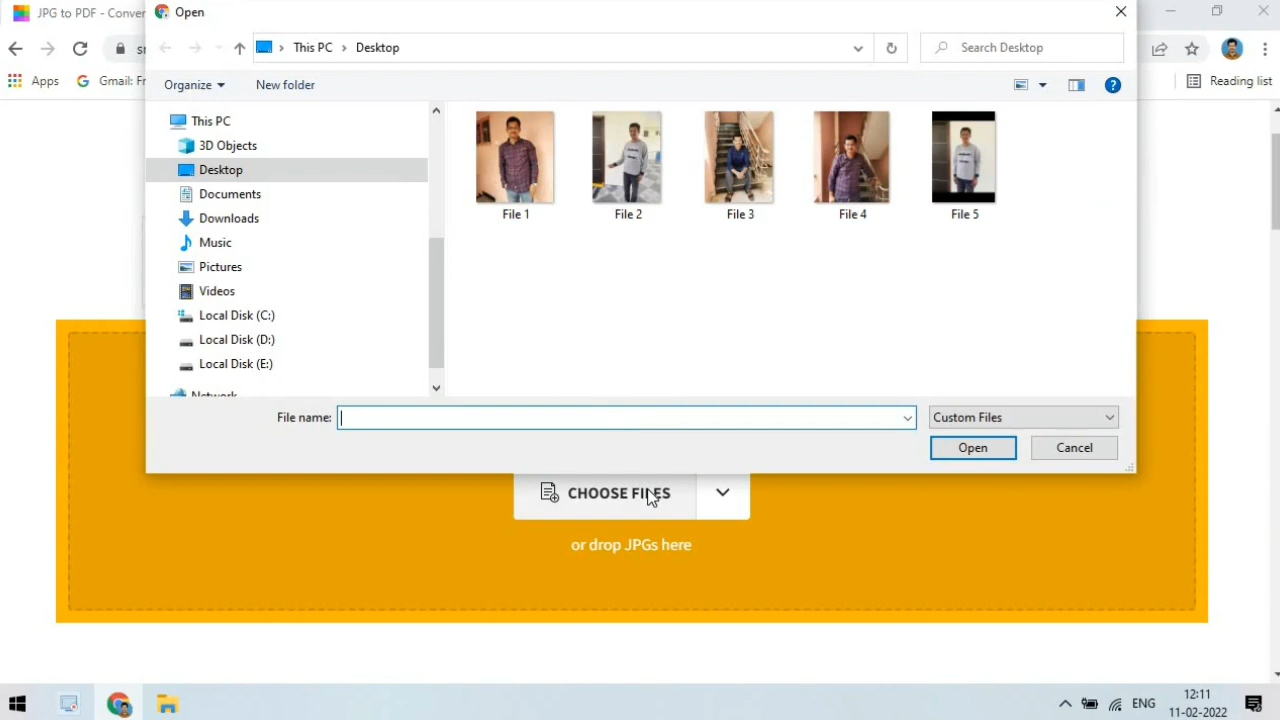 JPG to PDF - Conver
Open
sr
This PC
Desktop
Search Desktop
Apps
Gmail: Fr
Reading list
Organize
New folder
This PC
3D Objects
Desktop
Documents
Downloads
Music
Pictures
Videos
Local Disk (C:)
Local Disk (D:)
Local Disk (E:)
Network
File 1
File 2
File 3
File 4
File 5
File name:
Custom Files
Open
Cancel
CHOOSE FILES
or drop JPGs here
ENG
12:11
11-02-2022